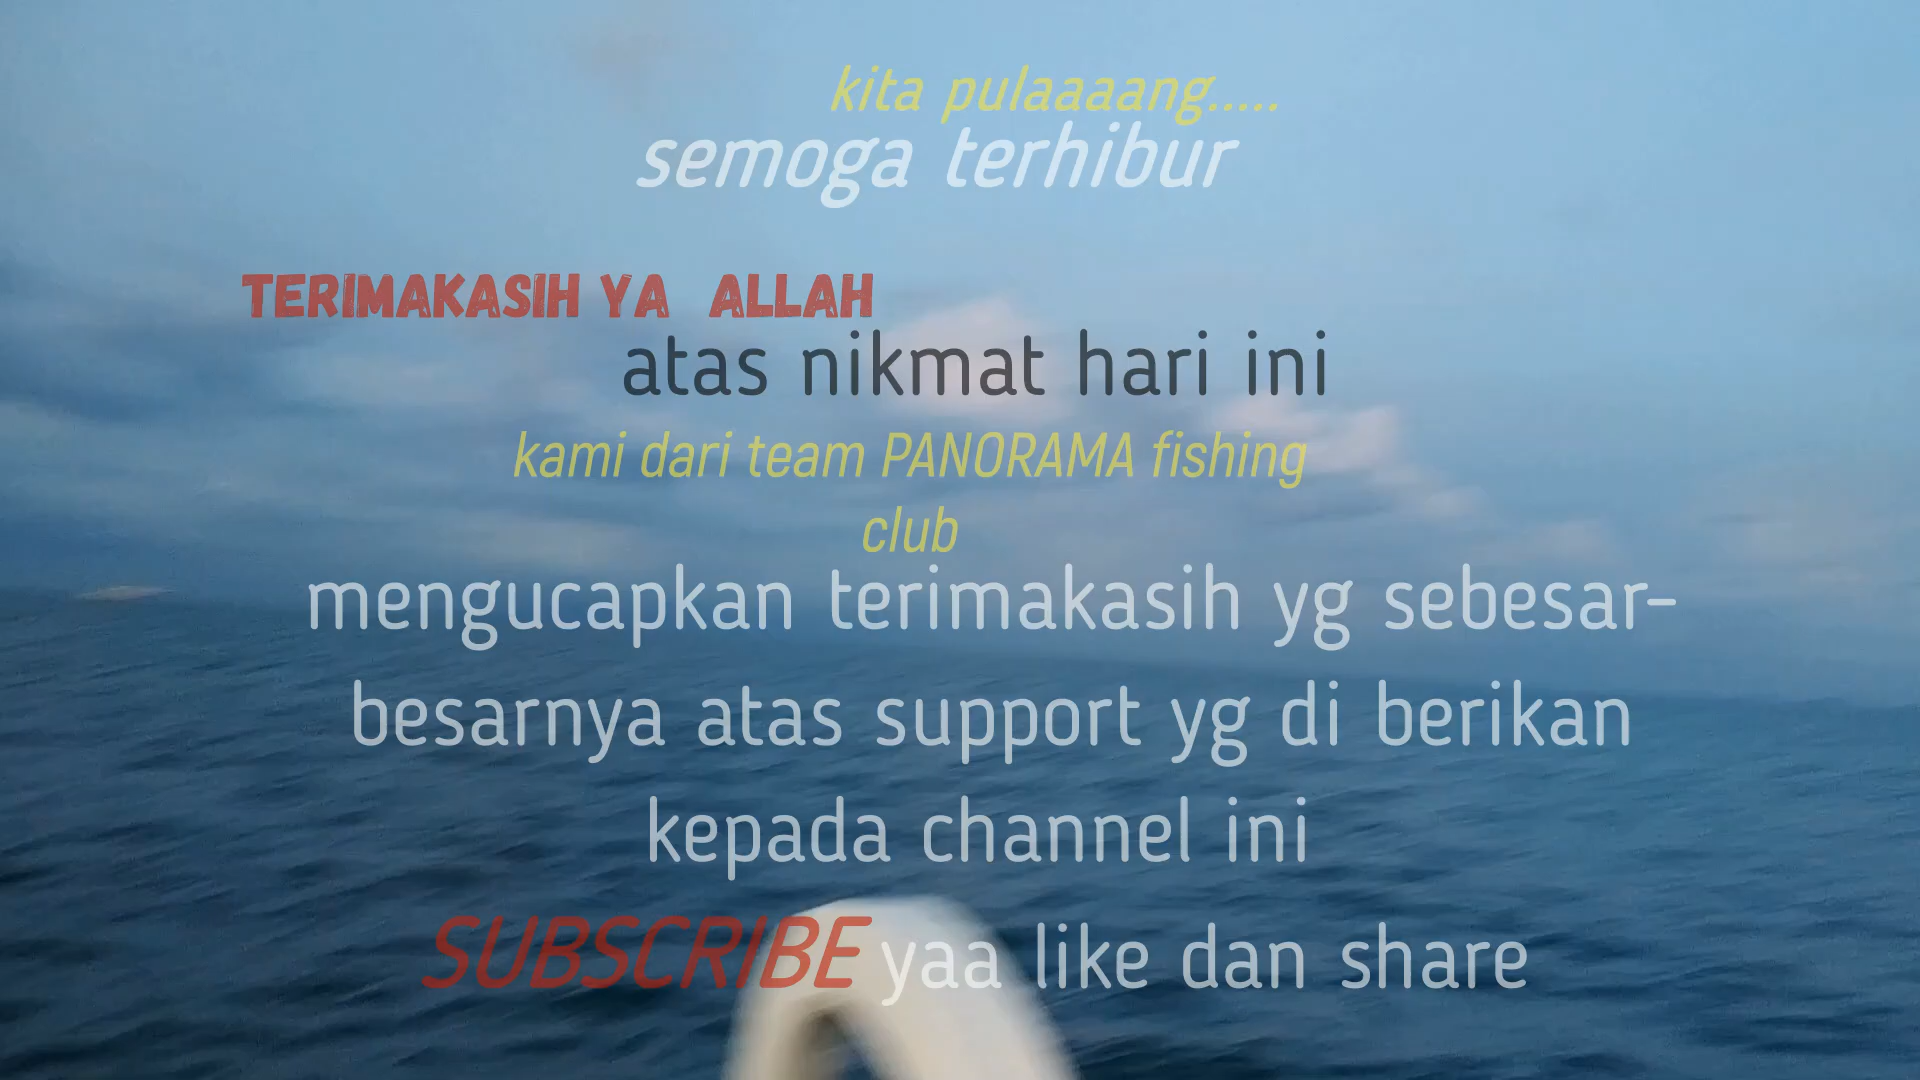 kita pulaaaang.....
semoga terhibur
TERIMAKASIH YA ALLAH
atas nikmat hari ini
kami dari team PANORAMA fishing
club
mengucapkan terimakasih yg sebesar-
besarnya atas support yg di berikan
kepada channel ini
SUBSCRIBE yaa like dan share